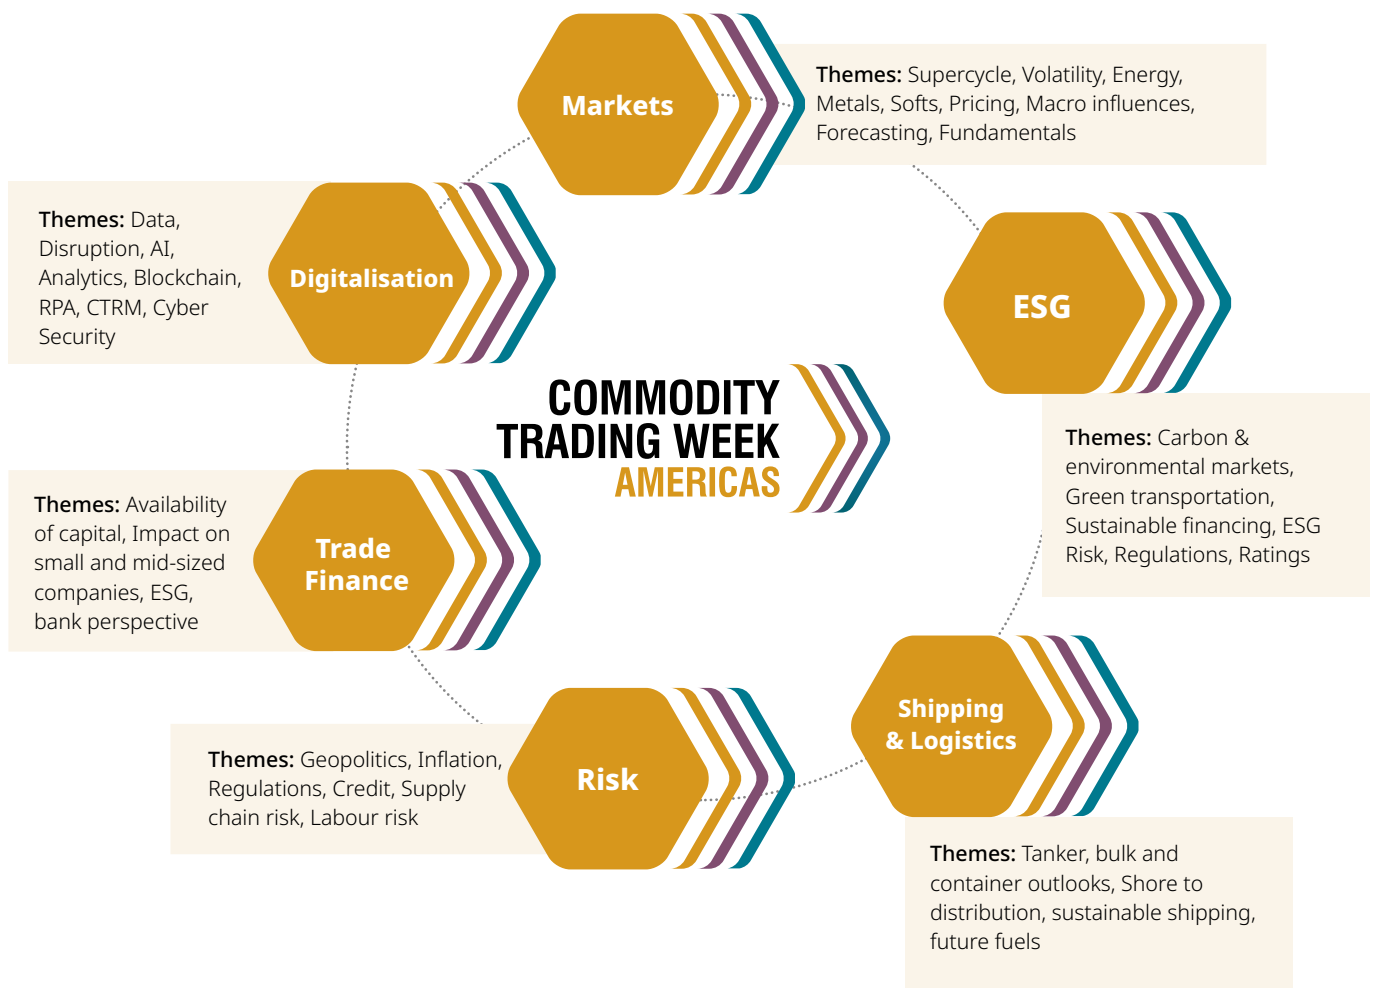 Markets
Themes: Supercycle, Volatility, Energy,
Metals, Softs, Pricing, Macro influences,
Forecasting, Fundamentals
Themes: Data,
Disruption, AI,
Analytics, Blockchain,
RPA, CTRM, Cyber
Security
Digitalisation
ESG
Themes: Carbon &
environmental markets,
Green transportation,
Sustainable financing, ESG
Risk, Regulations, Ratings
COMMODITY
TRADING WEEK
AMERICAS
Themes: Availability
of capital, Impact on
small and mid-sized
companies, ESG,
bank perspective
Trade
Finance
Shipping
& Logistics
Themes: Tanker, bulk and
container outlooks, Shore to
distribution, sustainable shipping,
future fuels
Themes: Geopolitics, Inflation,
Regulations, Credit, Supply
chain risk, Labour risk
Risk